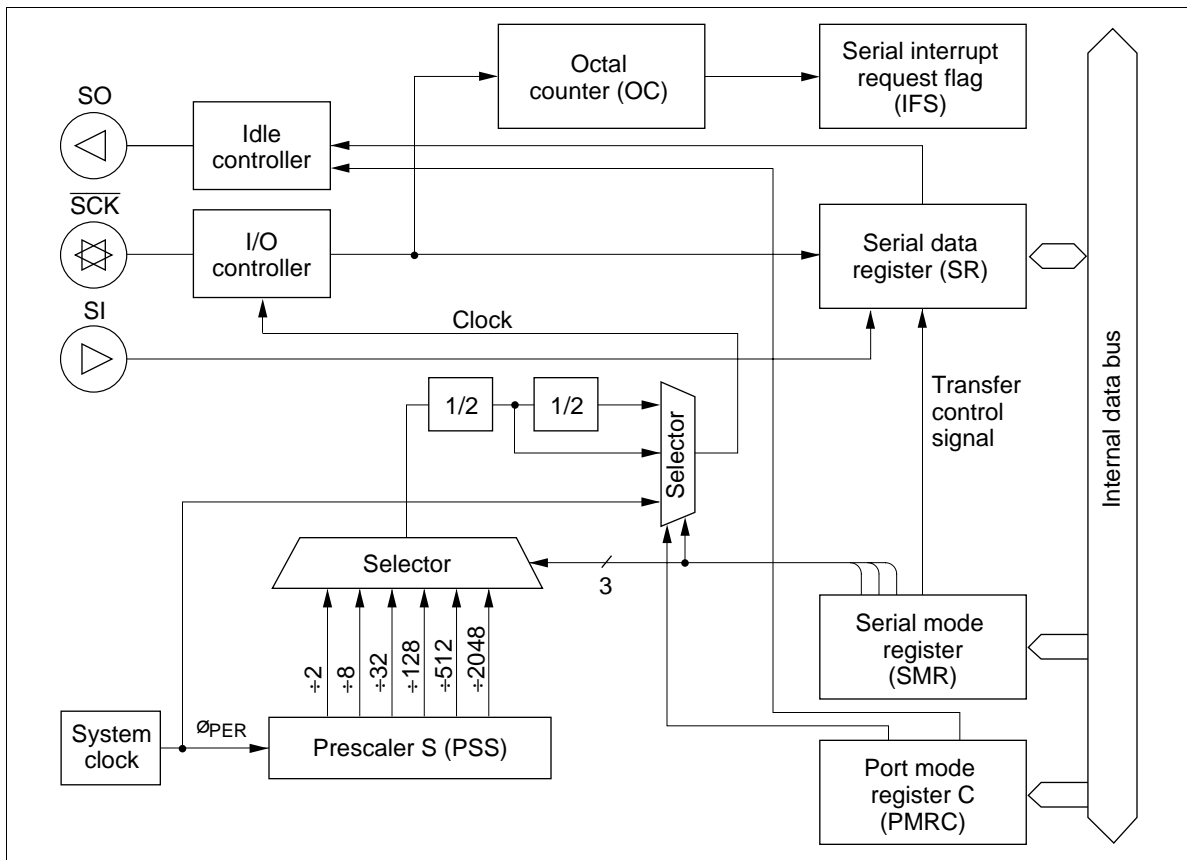 Octal
counter (OC)
Serial interrupt
request flag
(IFS)
SO
Idle
controller
SCK
I/O
controller
Serial data
register (SR)
SI
Clock
1/2
1/2
Selector
Transfer
control
signal
Internal data bus
Selector
3
÷2
÷8
÷32
÷128
÷512
÷2048
Serial mode
register
(SMR)
System
clock
øPER
Prescaler S (PSS)
Port mode
register C
(PMRC)